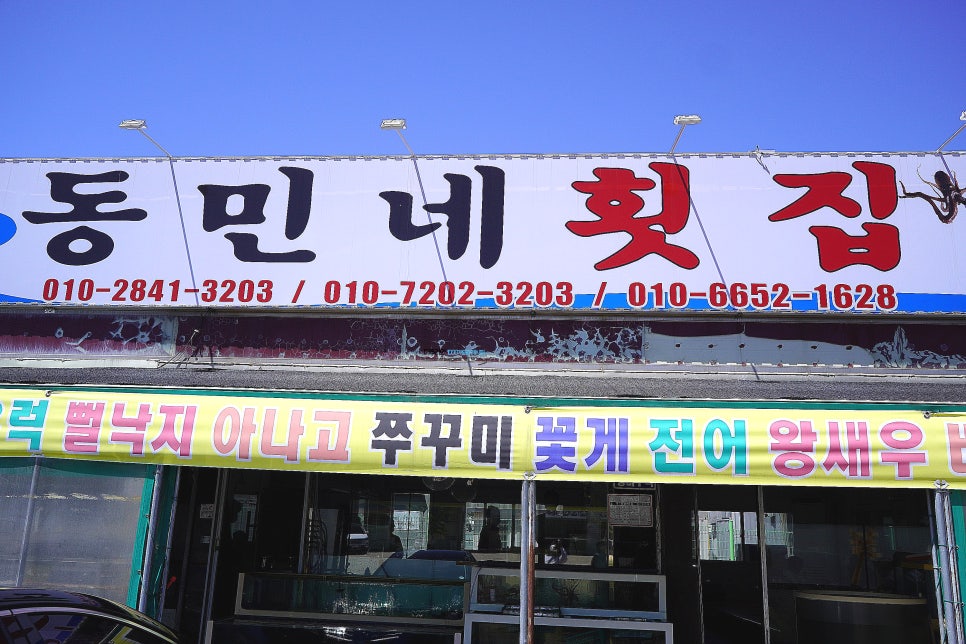 동민네횟집
010-2841-3203 / 010-7202-3203 / 010-6652-1628
뻘낙지 아나고 쭈꾸미 꽃게 전어 왕새우